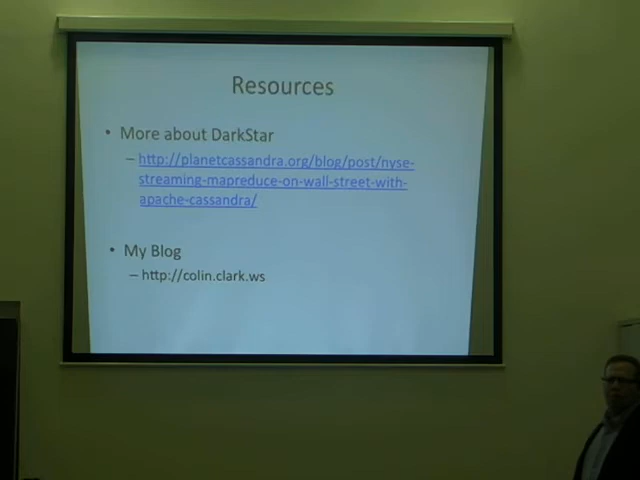 Resources
• More about DarkStar
– http://planetcassandra.org/blog/post/nyse-
streaming-mapreduce-on-wall-street-with-
apache-cassandra/
• My Blog
– http://colin.clark.ws